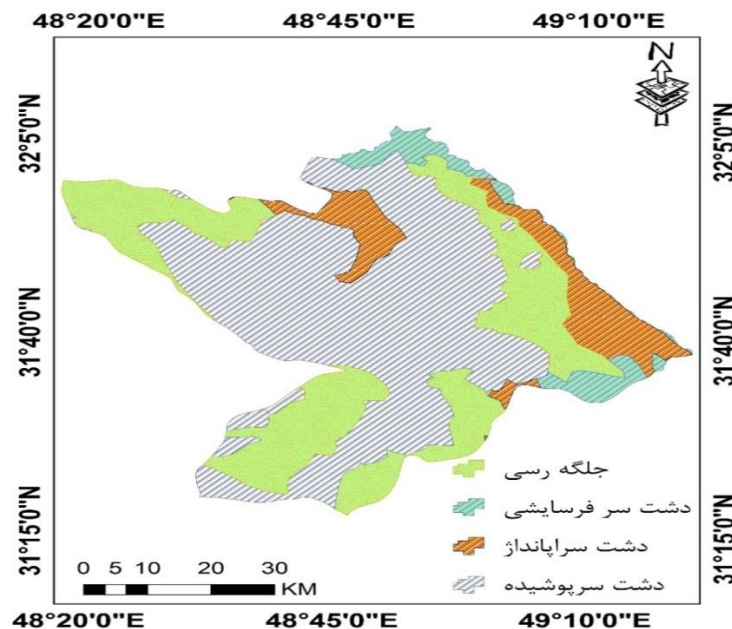 48°20'0"E 48°45'0"E 49°10'0"E
N
32°5'0"N 32°5'0"N
31°40'0"N 31°40'0"N
جلگه رسی
دشت سر فرسایشی
دشت سراپانداژ
دشت سرپوشیده
31°15'0"N 31°15'0"N
0 5 10 20 30
KM
48°20'0"E 48°45'0"E 49°10'0"E